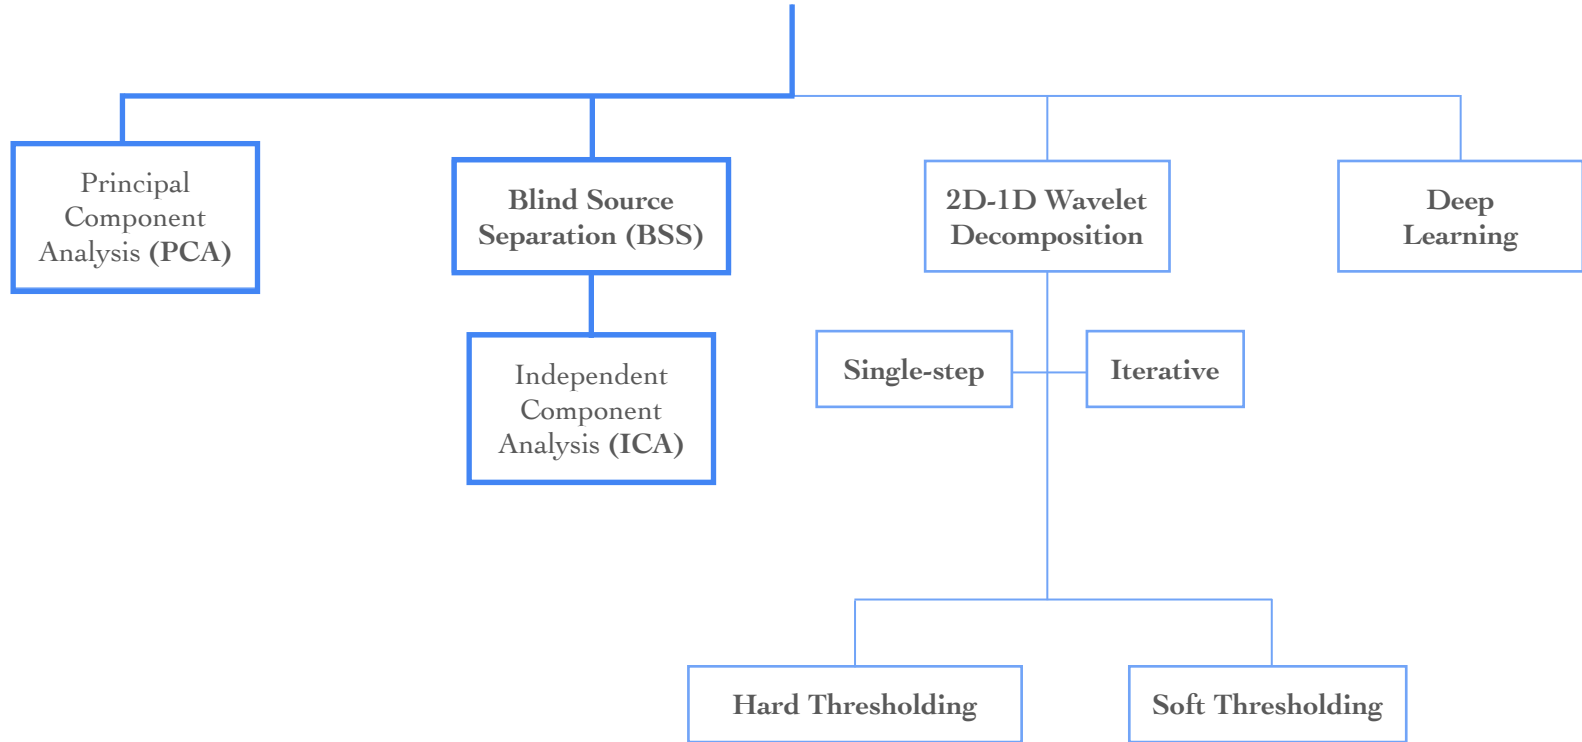 Principal
Component
Analysis (PCA)
Blind Source
Separation (BSS)
2D-1D Wavelet
Decomposition
Deep
Learning
Single-step
Iterative
Independent
Component
Analysis (ICA)
Hard Thresholding
Soft Thresholding